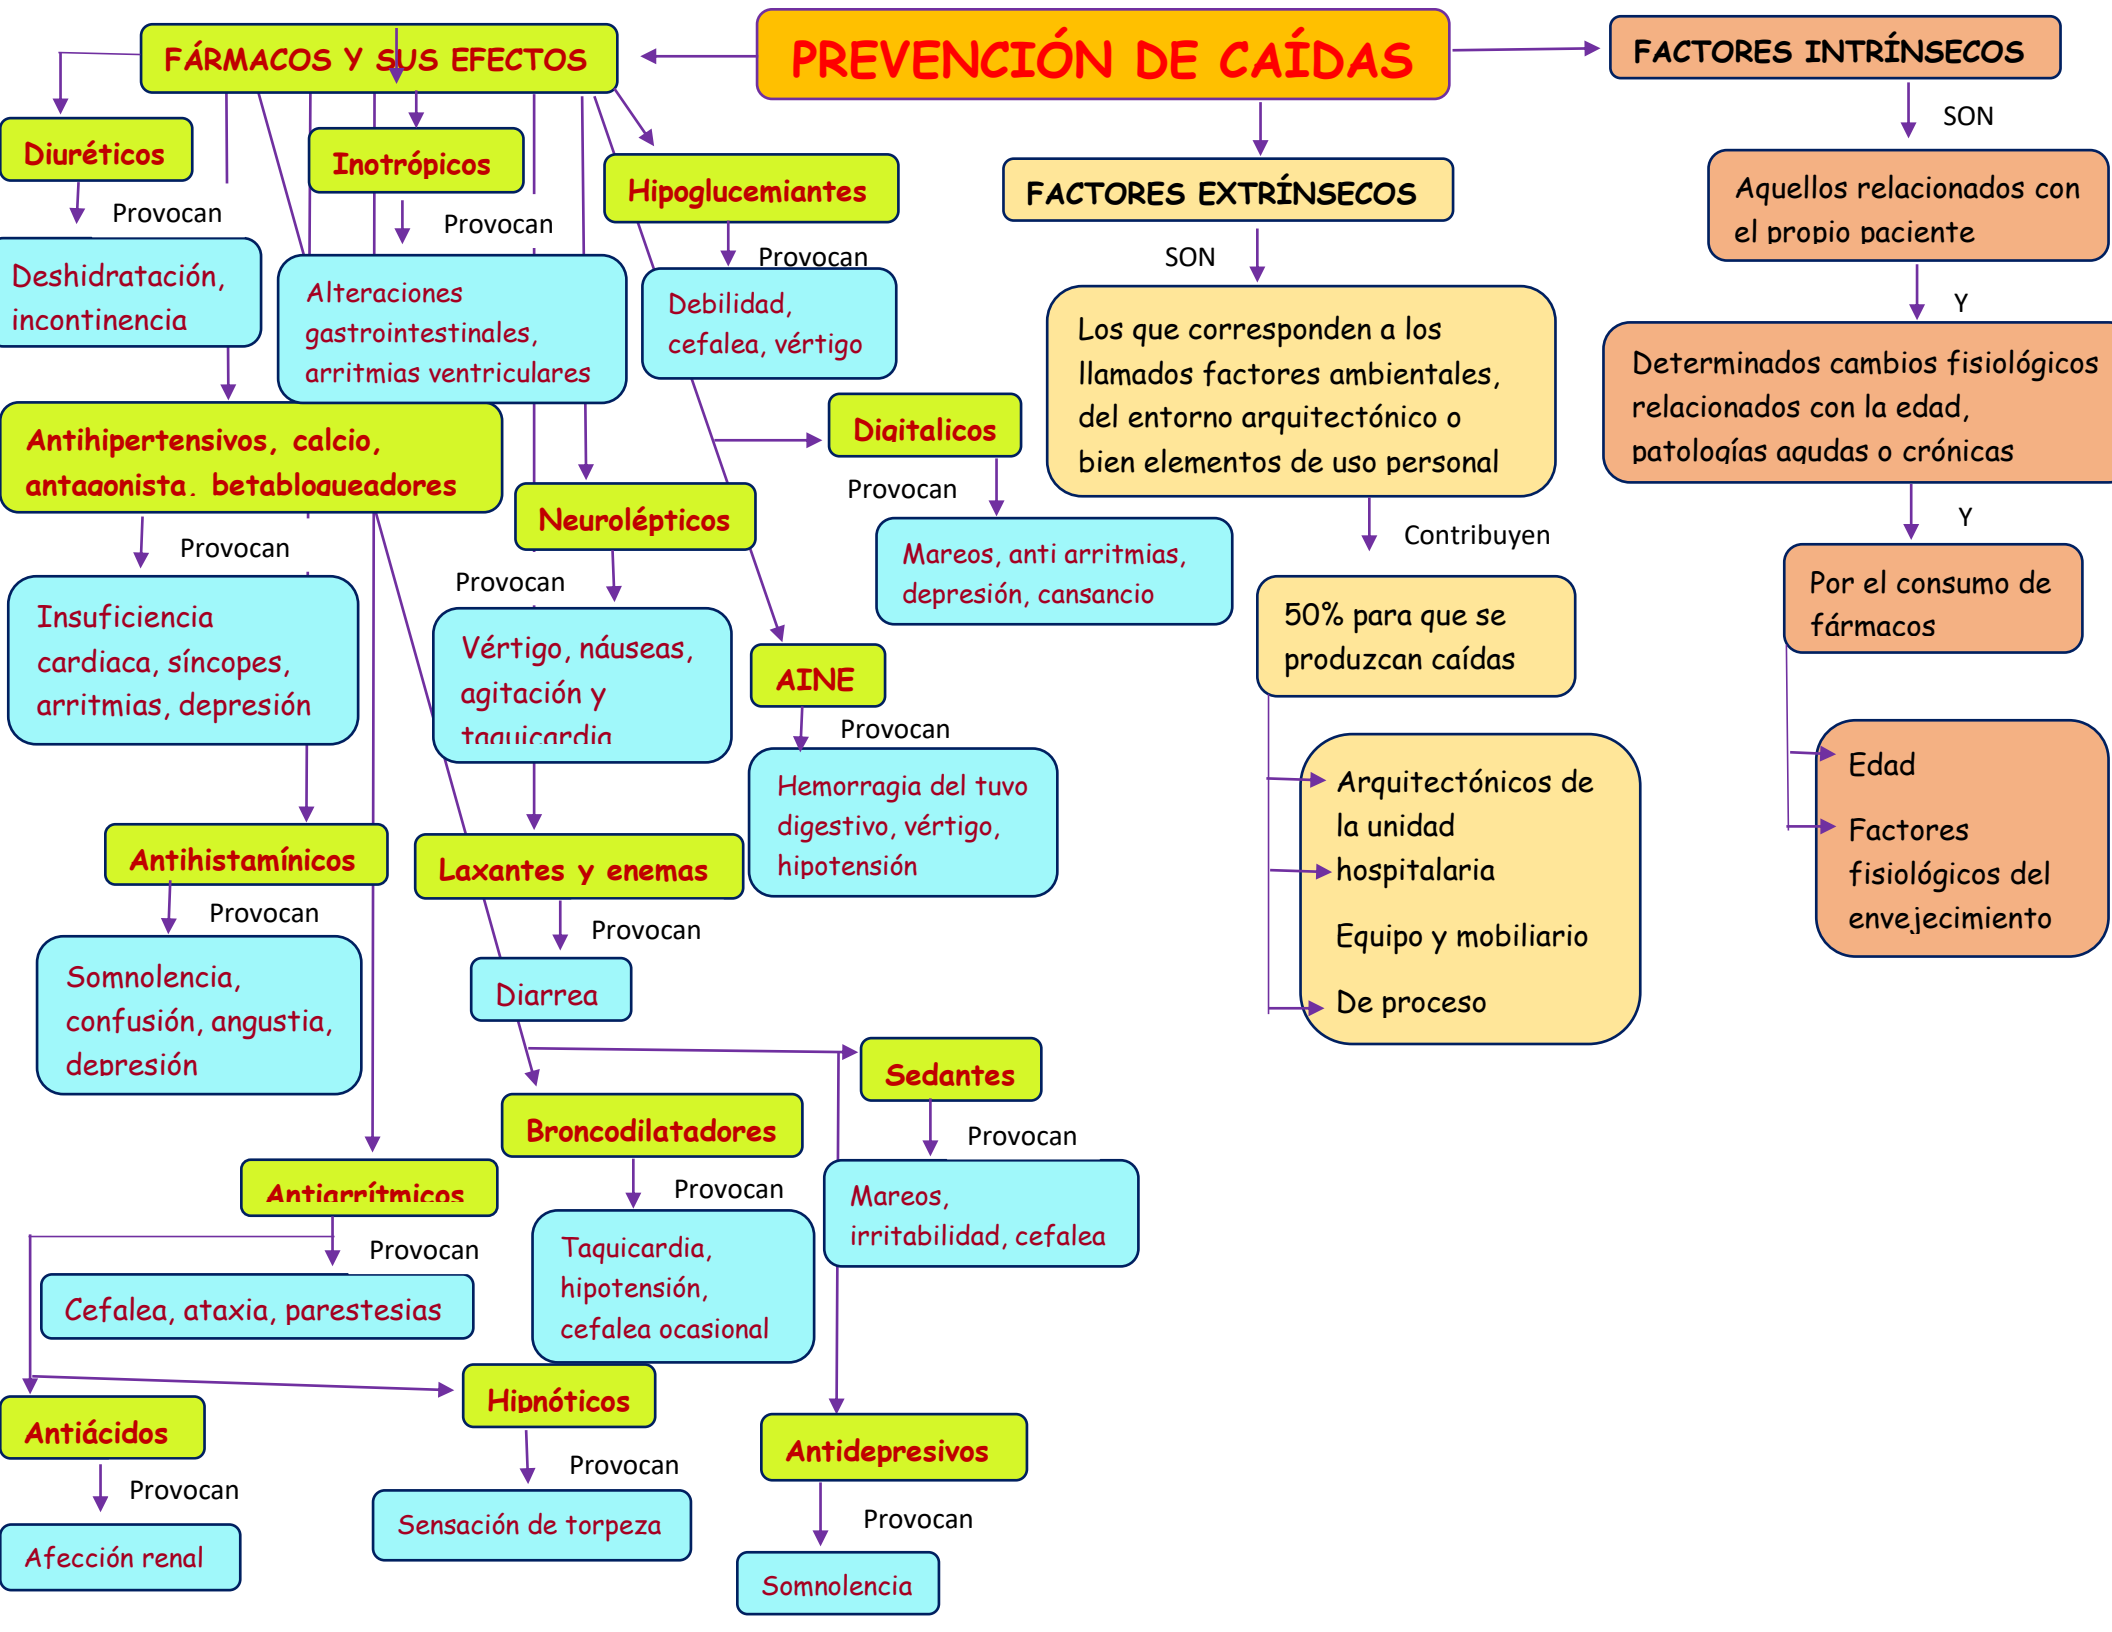 PREVENCIÓN DE CAÍDAS
FÁRMACOS Y SUS EFECTOS
Diuréticos
Provocan
Deshidratación,
incontinencia
Inotrópicos
Provocan
Alteraciones
gastrointestinales,
arritmias ventriculares
Hipoglucemiantes
Provocan
Debilidad,
cefalea, vértigo
Antihipertensivos, calcio,
antagonista, betabloqueadores
Provocan
Insuficiencia
cardiaca, síncopes,
arritmias, depresión
Neurolépticos
Provocan
Vértigo, náuseas,
agitación y
taquicardia
Digitalicos
Provocan
Mareos, anti arritmias,
depresión, cansancio
AINE
Provocan
Hemorragia del tuvo
digestivo, vértigo,
hipotensión
Antihistamínicos
Provocan
Somnolencia,
confusión, angustia,
depresión
Laxantes y enemas
Provocan
Diarrea
Sedantes
Provocan
Mareos,
irritabilidad, cefalea
Broncodilatadores
Provocan
Taquicardia,
hipotensión,
cefalea ocasional
Antiarrítmicos
Provocan
Cefalea, ataxia, parestesias
Antiácidos
Provocan
Afección renal
Hipnóticos
Provocan
Sensación de torpeza
Antidepresivos
Provocan
Somnolencia
FACTORES EXTRÍNSECOS
SON
Los que corresponden a los
llamados factores ambientales,
del entorno arquitectónico o
bien elementos de uso personal
Contribuyen
50% para que se
produzcan caídas
Arquitectónicos de
la unidad
hospitalaria
Equipo y mobiliario
De proceso
FACTORES INTRÍNSECOS
SON
Aquellos relacionados con
el propio paciente
Y
Determinados cambios fisiológicos
relacionados con la edad,
patologías agudas o crónicas
Y
Por el consumo de
fármacos
Edad
Factores
fisiológicos del
envejecimiento